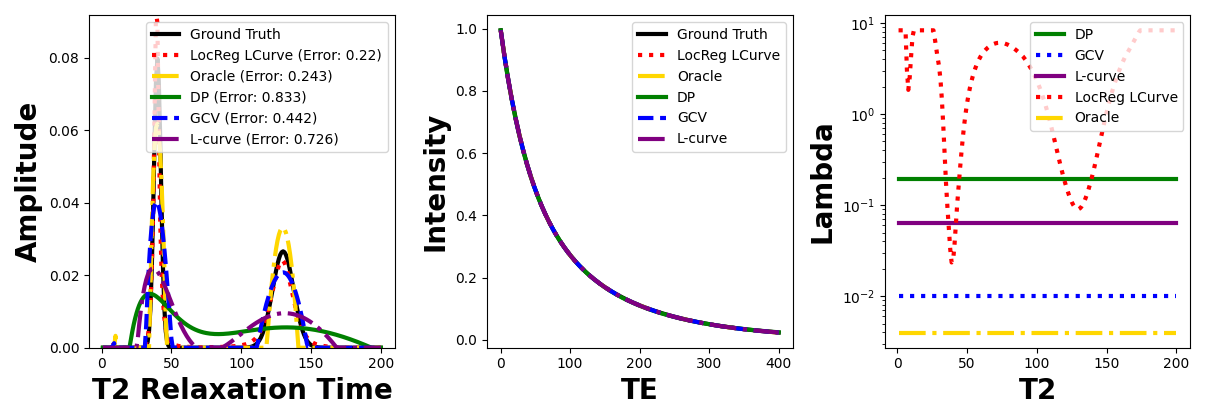 0.00
0.02
0.04
0.06
0.08
Amplitude
0 50 100 150 200
T2 Relaxation Time
Ground Truth
LocReg LCurve (Error: 0.22)
Oracle (Error: 0.243)
DP (Error: 0.833)
GCV (Error: 0.442)
L-curve (Error: 0.726)
0.0
0.2
0.4
0.6
0.8
1.0
Intensity
0 100 200 300 400
TE
Ground Truth
LocReg LCurve
Oracle
DP
GCV
L-curve
10⁻²
10⁻¹
10⁰
10¹
Lambda
0 50 100 150 200
T2
DP
GCV
L-curve
LocReg LCurve
Oracle